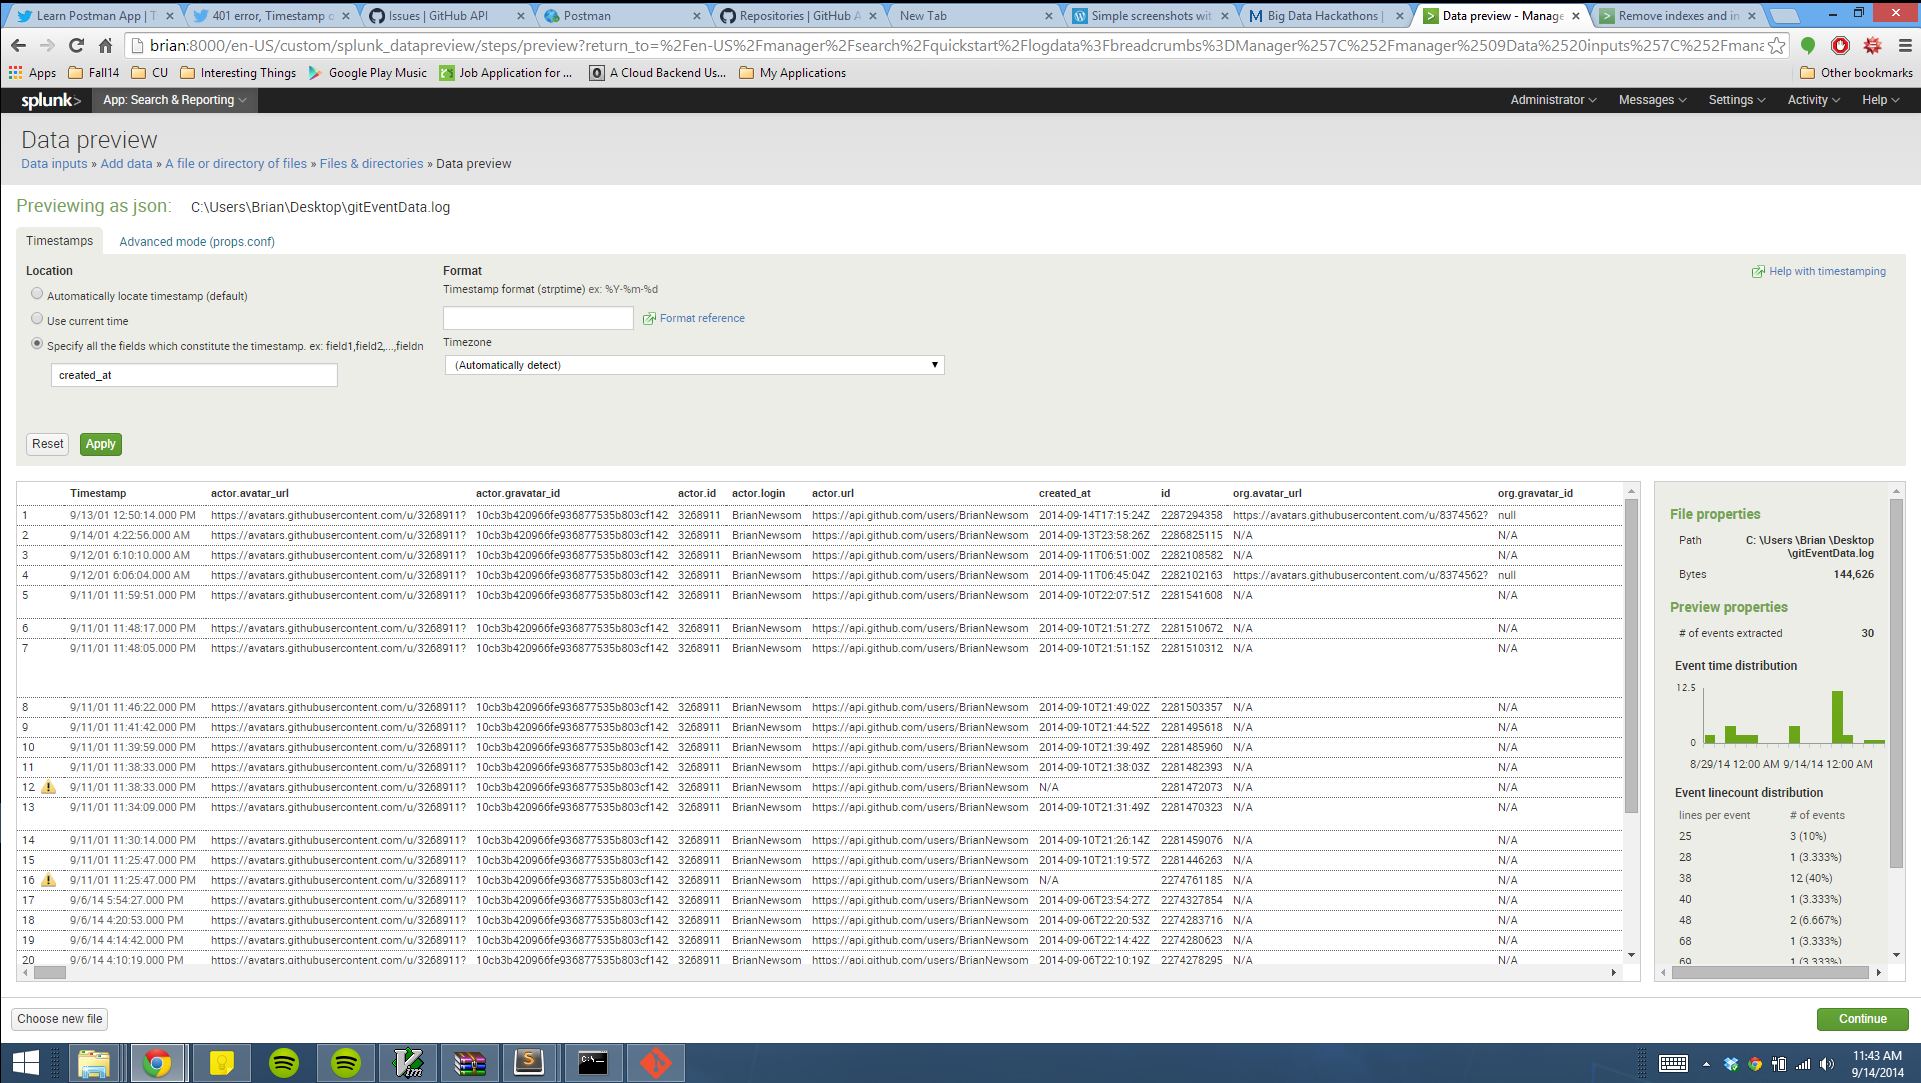 Learn Postman App | T
401 error, Timestamp o
Issues | GitHub API
Postman
Repositories | GitHub A
New Tab
Simple screenshots wit
Big Data Hackathons |
Data preview - Manage
Remove indexes and in
brian:8000/en-US/custom/splunk_datapreview/steps/preview?return_to=%2Fen-US%2Fmanager%2Fsearch%2Fquickstart%2Flogdata%3Fbreadcrumbs%3DManager%257C%252Fmanager%2509Data%2520inputs%257C%252Fmana
Apps Fall14 CU Interesting Things Google Play Music Job Application for ... A Cloud Backend Us... My Applications Other bookmarks
splunk> App: Search & Reporting Administrator Messages Settings Activity Help
Data preview
Data inputs » Add data » A file or directory of files » Files & directories » Data preview
Previewing as json: C:\Users\Brian\Desktop\gitEventData.log
Timestamps Advanced mode (props.conf)
Location
Automatically locate timestamp (default)
Use current time
Specify all the fields which constitute the timestamp. ex: field1,field2,...,fieldn
created_at
Format
Timestamp format (strptime) ex: %Y-%m-%d
Format reference
Timezone
(Automatically detect)
Help with timestamping
Reset Apply
Timestamp actor.avatar_url actor.gravatar_id actor.id actor.login actor.url created_at id org.avatar_url org.gravatar_id
1 9/13/01 12:50:14.000 PM https://avatars.githubusercontent.com/u/3268911? 10cb3b420966fe936877535b803cf142 3268911 BrianNewsom https://api.github.com/users/BrianNewsom 2014-09-14T17:15:24Z 2287294358 https://avatars.githubusercontent.com/u/8374562? null
2 9/14/01 4:22:56.000 AM https://avatars.githubusercontent.com/u/3268911? 10cb3b420966fe936877535b803cf142 3268911 BrianNewsom https://api.github.com/users/BrianNewsom 2014-09-13T23:58:26Z 2286825115 N/A N/A
3 9/12/01 6:10:10.000 AM https://avatars.githubusercontent.com/u/3268911? 10cb3b420966fe936877535b803cf142 3268911 BrianNewsom https://api.github.com/users/BrianNewsom 2014-09-11T06:51:00Z 2282108582 N/A N/A
4 9/12/01 6:06:04.000 AM https://avatars.githubusercontent.com/u/3268911? 10cb3b420966fe936877535b803cf142 3268911 BrianNewsom https://api.github.com/users/BrianNewsom 2014-09-11T06:45:04Z 2282102163 https://avatars.githubusercontent.com/u/8374562? null
5 9/11/01 11:59:51.000 PM https://avatars.githubusercontent.com/u/3268911? 10cb3b420966fe936877535b803cf142 3268911 BrianNewsom https://api.github.com/users/BrianNewsom 2014-09-10T22:07:51Z 2281541608 N/A N/A
6 9/11/01 11:48:17.000 PM https://avatars.githubusercontent.com/u/3268911? 10cb3b420966fe936877535b803cf142 3268911 BrianNewsom https://api.github.com/users/BrianNewsom 2014-09-10T21:51:27Z 2281510672 N/A N/A
7 9/11/01 11:48:05.000 PM https://avatars.githubusercontent.com/u/3268911? 10cb3b420966fe936877535b803cf142 3268911 BrianNewsom https://api.github.com/users/BrianNewsom 2014-09-10T21:51:15Z 2281510312 N/A N/A
8 9/11/01 11:46:22.000 PM https://avatars.githubusercontent.com/u/3268911? 10cb3b420966fe936877535b803cf142 3268911 BrianNewsom https://api.github.com/users/BrianNewsom 2014-09-10T21:49:02Z 2281503357 N/A N/A
9 9/11/01 11:41:42.000 PM https://avatars.githubusercontent.com/u/3268911? 10cb3b420966fe936877535b803cf142 3268911 BrianNewsom https://api.github.com/users/BrianNewsom 2014-09-10T21:44:52Z 2281495618 N/A N/A
10 9/11/01 11:39:59.000 PM https://avatars.githubusercontent.com/u/3268911? 10cb3b420966fe936877535b803cf142 3268911 BrianNewsom https://api.github.com/users/BrianNewsom 2014-09-10T21:39:49Z 2281485960 N/A N/A
11 9/11/01 11:38:33.000 PM https://avatars.githubusercontent.com/u/3268911? 10cb3b420966fe936877535b803cf142 3268911 BrianNewsom https://api.github.com/users/BrianNewsom 2014-09-10T21:38:03Z 2281482393 N/A N/A
12 9/11/01 11:38:33.000 PM https://avatars.githubusercontent.com/u/3268911? 10cb3b420966fe936877535b803cf142 3268911 BrianNewsom https://api.github.com/users/BrianNewsom N/A 2281472073 N/A N/A
13 9/11/01 11:34:09.000 PM https://avatars.githubusercontent.com/u/3268911? 10cb3b420966fe936877535b803cf142 3268911 BrianNewsom https://api.github.com/users/BrianNewsom 2014-09-10T21:31:49Z 2281470323 N/A N/A
14 9/11/01 11:30:14.000 PM https://avatars.githubusercontent.com/u/3268911? 10cb3b420966fe936877535b803cf142 3268911 BrianNewsom https://api.github.com/users/BrianNewsom 2014-09-10T21:26:14Z 2281459076 N/A N/A
15 9/11/01 11:25:47.000 PM https://avatars.githubusercontent.com/u/3268911? 10cb3b420966fe936877535b803cf142 3268911 BrianNewsom https://api.github.com/users/BrianNewsom 2014-09-10T21:19:57Z 2281446263 N/A N/A
16 9/11/01 11:25:47.000 PM https://avatars.githubusercontent.com/u/3268911? 10cb3b420966fe936877535b803cf142 3268911 BrianNewsom https://api.github.com/users/BrianNewsom N/A 2274761185 N/A N/A
17 9/6/14 5:54:27.000 PM https://avatars.githubusercontent.com/u/3268911? 10cb3b420966fe936877535b803cf142 3268911 BrianNewsom https://api.github.com/users/BrianNewsom 2014-09-06T23:54:27Z 2274327854 N/A N/A
18 9/6/14 4:20:53.000 PM https://avatars.githubusercontent.com/u/3268911? 10cb3b420966fe936877535b803cf142 3268911 BrianNewsom https://api.github.com/users/BrianNewsom 2014-09-06T22:20:53Z 2274283716 N/A N/A
19 9/6/14 4:14:42.000 PM https://avatars.githubusercontent.com/u/3268911? 10cb3b420966fe936877535b803cf142 3268911 BrianNewsom https://api.github.com/users/BrianNewsom 2014-09-06T22:14:42Z 2274280623 N/A N/A
20 9/6/14 4:10:19.000 PM https://avatars.githubusercontent.com/u/3268911? 10cb3b420966fe936877535b803cf142 3268911 BrianNewsom https://api.github.com/users/BrianNewsom 2014-09-06T22:10:19Z 2274278295 N/A N/A
File properties
Path C: \Users \Brian \Desktop
\gitEventData.log
Bytes 144,626
Preview properties
# of events extracted 30
Event time distribution
12.5
0
8/29/14 12:00 AM 9/14/14 12:00 AM
Event linecount distribution
lines per event # of events
25 3 (10%)
28 1 (3.333%)
38 12 (40%)
40 1 (3.333%)
48 2 (6.667%)
68 1 (3.333%)
69 1 (3.333%)
Choose new file Continue
11:43 AM
9/14/2014